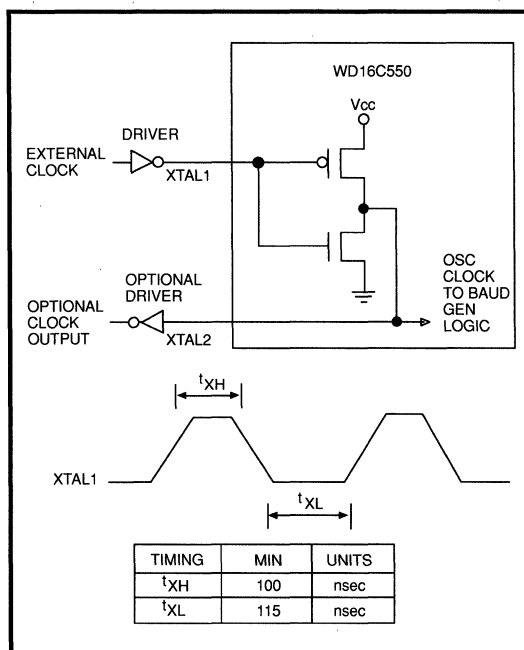 WD16C550
Vcc
DRIVER
EXTERNAL
CLOCK
XTAL1
OPTIONAL
DRIVER
OPTIONAL
CLOCK
OUTPUT
XTAL2
OSC
CLOCK
TO BAUD
GEN
LOGIC
tXH
XTAL1
tXL
TIMING MIN UNITS
tXH 100 nsec
tXL 115 nsec